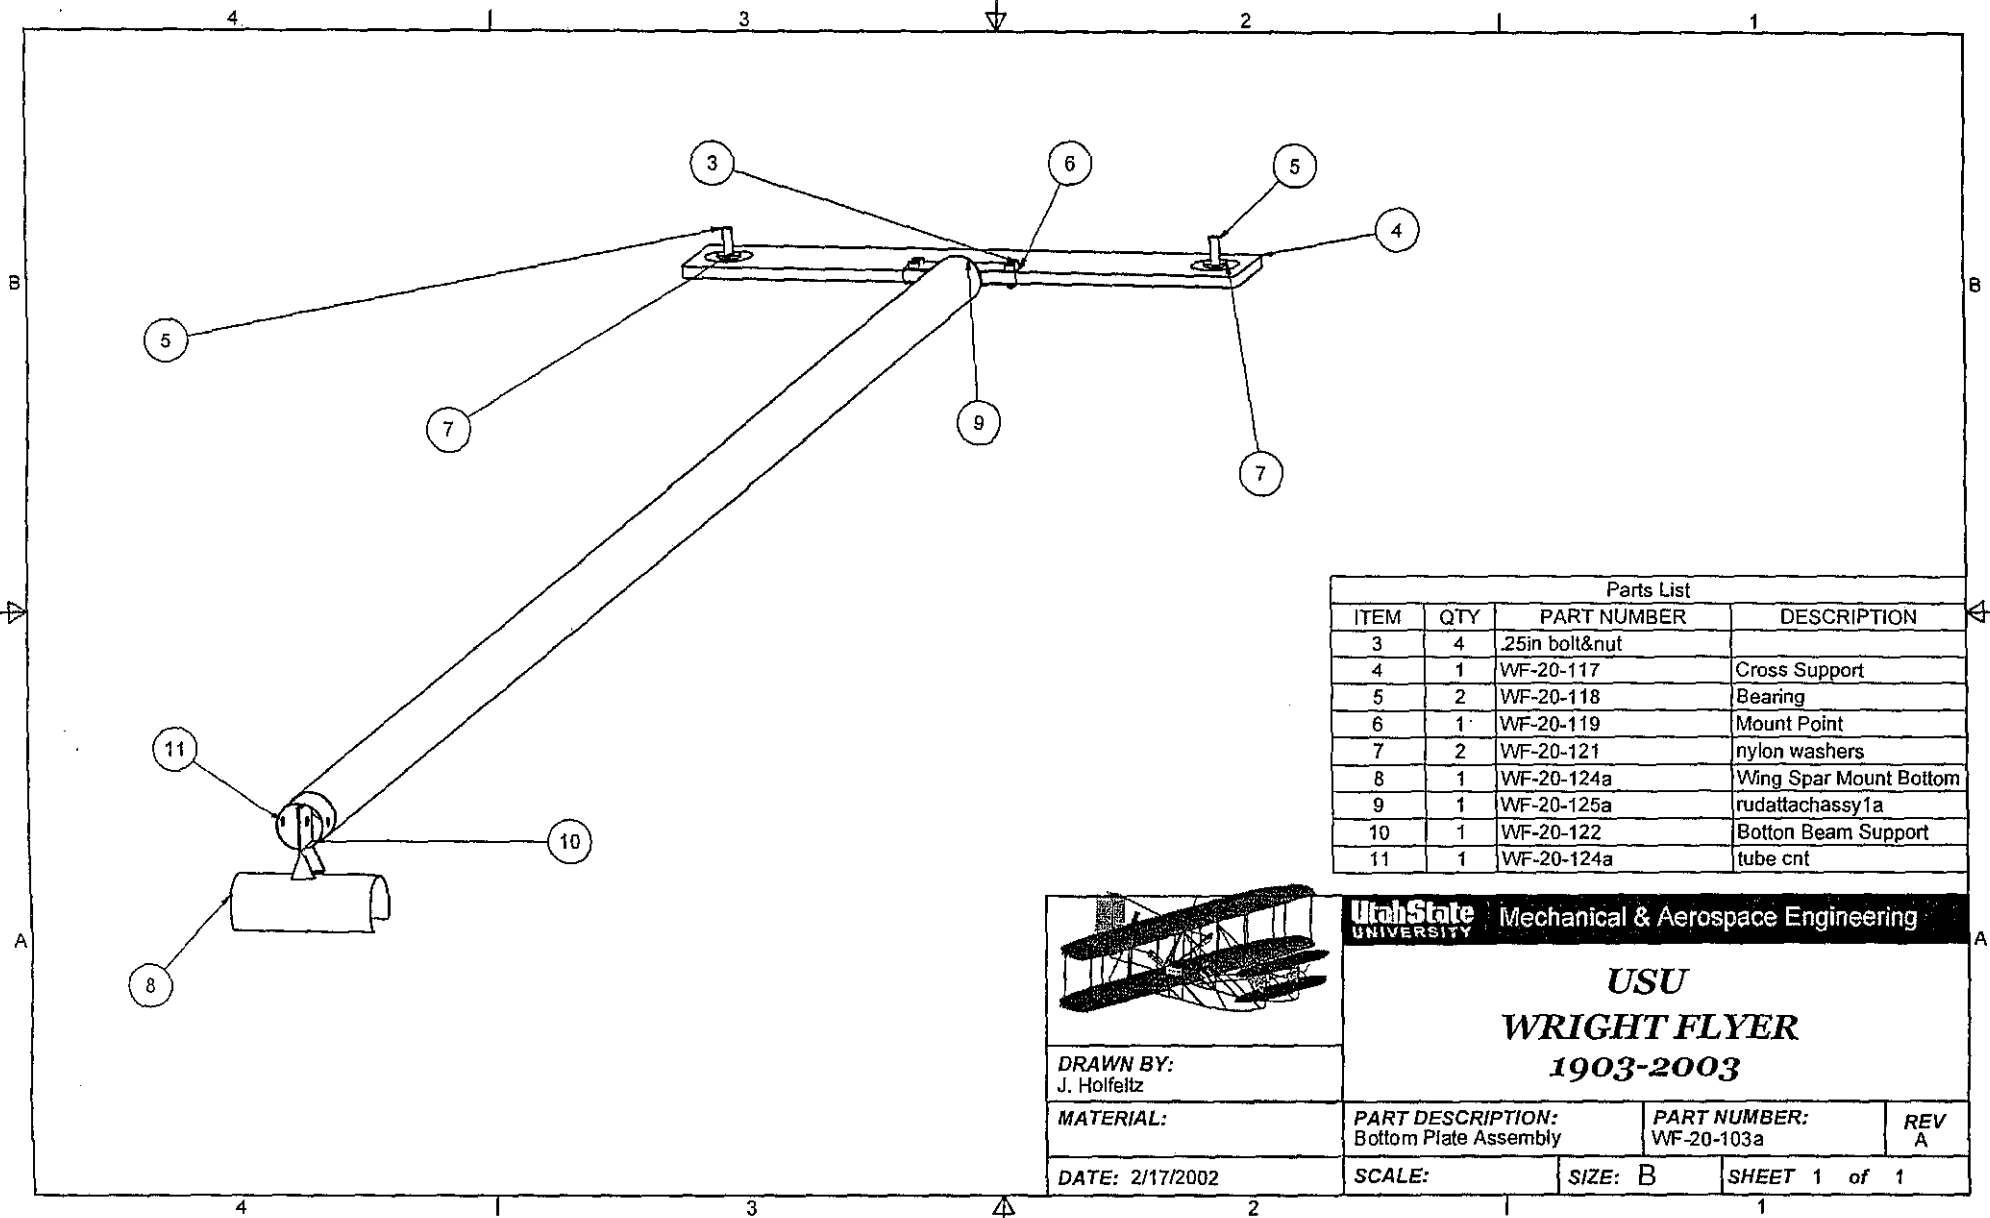 4 3 2 1
3 6 5
4
B B
5
7 9
7
Parts List
ITEM QTY PART NUMBER DESCRIPTION
3 4 .25in bolt&nut
4 1 WF-20-117 Cross Support
5 2 WF-20-118 Bearing
6 1 WF-20-119 Mount Point
7 2 WF-20-121 nylon washers
8 1 WF-20-124a Wing Spar Mount Bottom
9 1 WF-20-125a rudattachassy1a
10 1 WF-20-122 Botton Beam Support
11 1 WF-20-124a tube cnt
11
10
8
A A
UtahState
UNIVERSITY
Mechanical & Aerospace Engineering
USU
WRIGHT FLYER
1903-2003
DRAWN BY:
J. Holfeltz
MATERIAL:
PART DESCRIPTION:
Bottom Plate Assembly
PART NUMBER:
WF-20-103a
REV
A
DATE: 2/17/2002
SCALE:
SIZE: B
SHEET 1 of 1
4 3 2 1